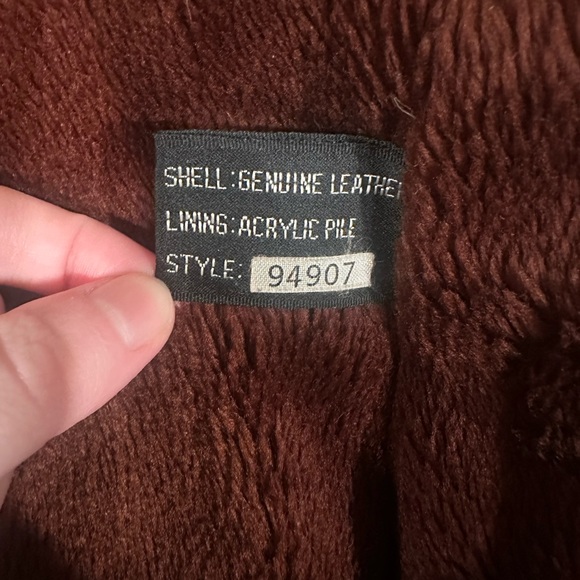 SHELL:GENUINE LEATHER
LINING:ACRYLIC PILE
STYLE: 94907